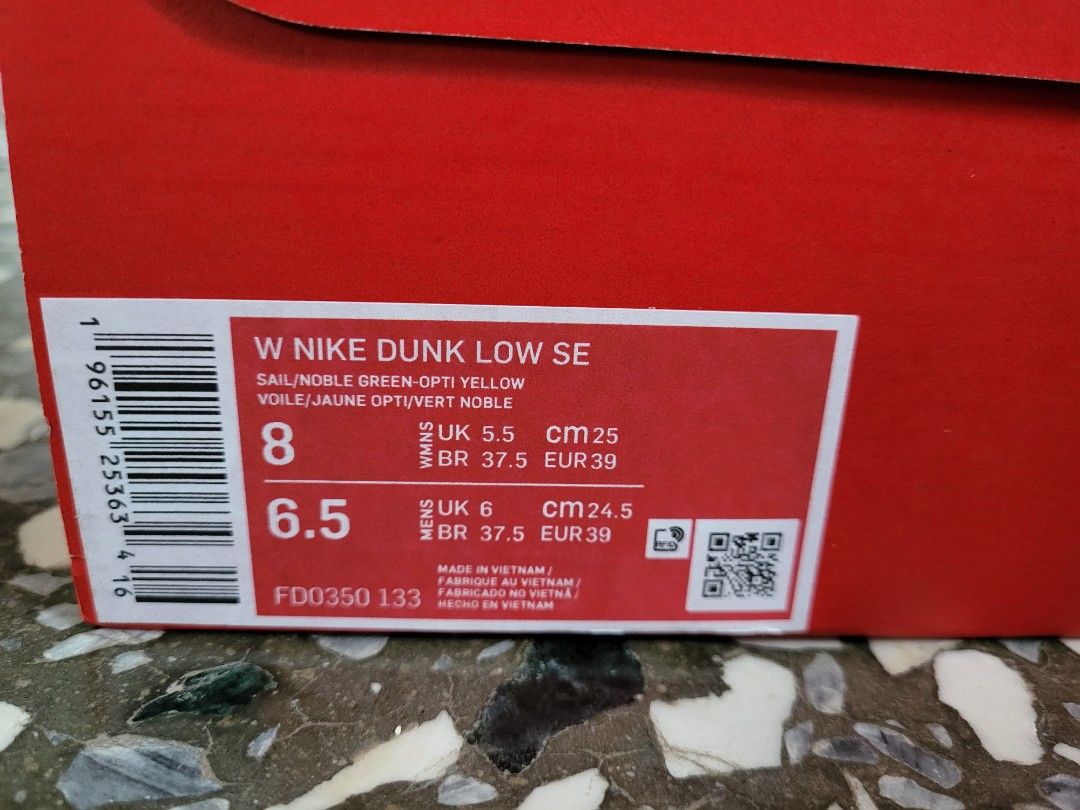 W NIKE DUNK LOW SE
SAIL/NOBLE GREEN-OPTI YELLOW
VOILE/JAUNE OPTI/VERT NOBLE
8 WMNS UK 5.5 cm 25
BR 37.5 EUR 39
6.5 MENS UK 6 cm 24.5
BR 37.5 EUR 39
RFID
FD0350 133
MADE IN VIETNAM /
FABRIQUE AU VIETNAM /
FABRICADO NO VIETNÃ /
HECHO EN VIETNAM
1 96155 25363 4 16